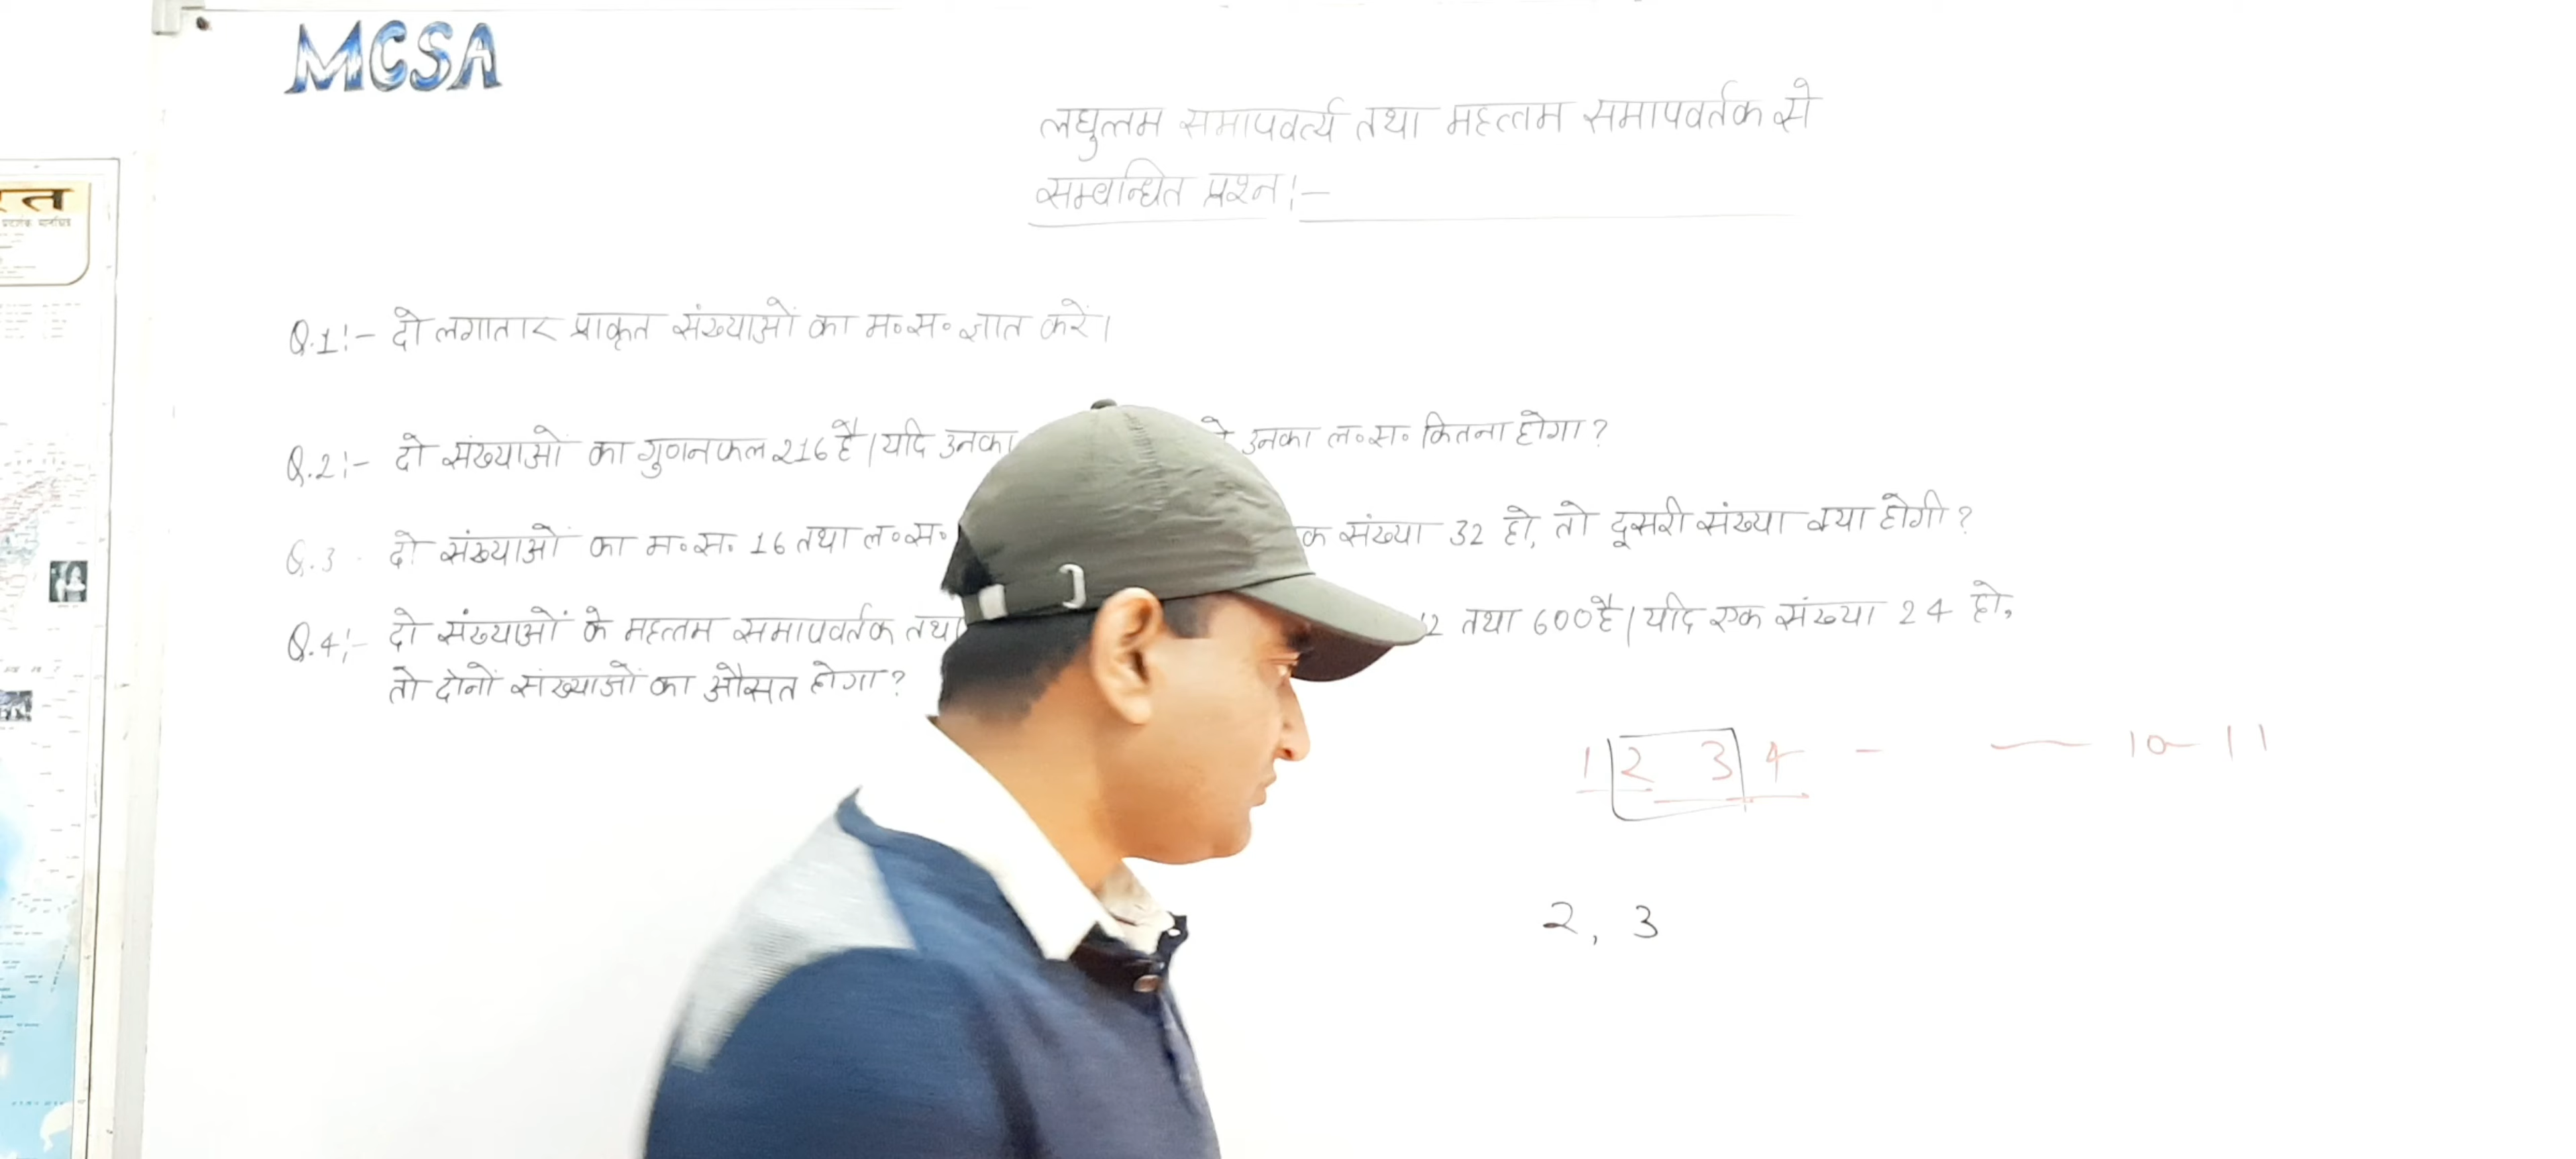 MCSA
लघुत्तम समापवर्त्य तथा महत्तम समापवर्तक से
सम्बन्धित प्रश्न:-
Q.1:- दो लगातार प्राकृत संख्याओं का म०स० ज्ञात करें।
Q.2:- दो संख्याओं का गुणनफल 216 है। यदि उनका उनका ल०स० कितना होगा?
Q.3 दो संख्याओं का म०स० 16 तथा ल०स० संख्या 32 हो, तो दूसरी संख्या क्या होगी?
Q.4:- दो संख्याओं के महत्तम समापवर्तक तथा 12 तथा 600 है। यदि एक संख्या 24 हो,
तो दोनों संख्याओं का औसत होगा?
1 2 3 4 - — 10 - 11
2, 3